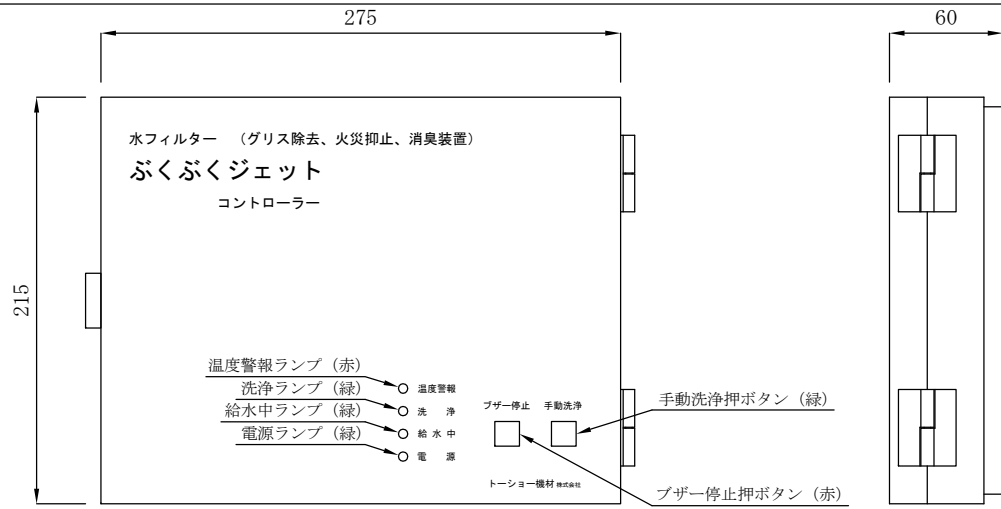 275
60
215
水フィルター (グリス除去、火災抑止、消臭装置)
ぶくぶくジェット
コントローラー
温度警報ランプ (赤)
洗浄ランプ (緑)
給水中ランプ (緑)
電源ランプ (緑)
温度警報
洗 浄
給 水 中
電 源
ブザー停止 手動洗浄
手動洗浄押ボタン (緑)
トーショー機材 株式会社
ブザー停止押ボタン (赤)